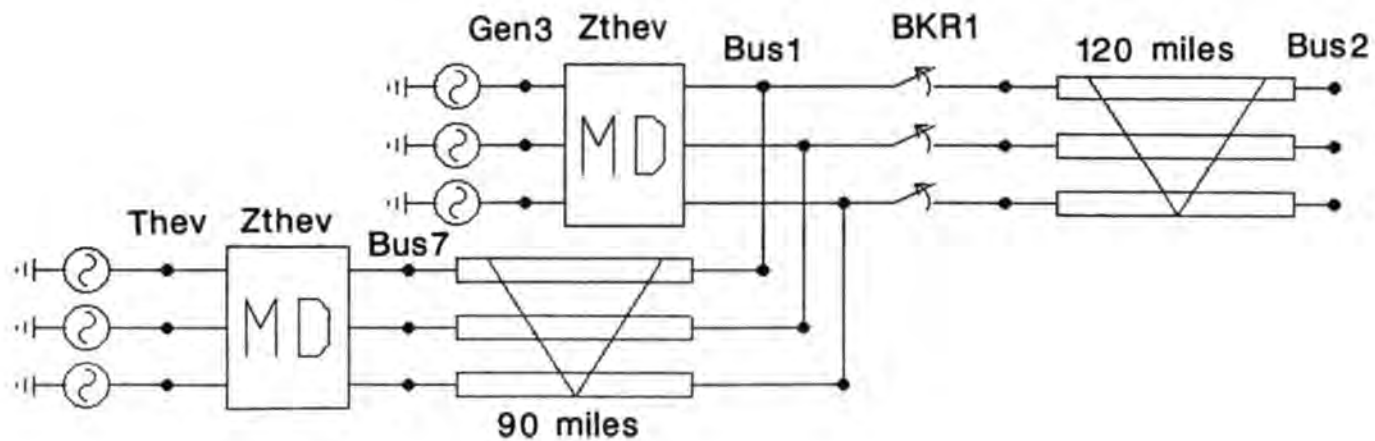 Gen3 Zthev
Bus1
BKR1
120 miles
Bus2
MD
Thev Zthev
Bus7
MD
90 miles